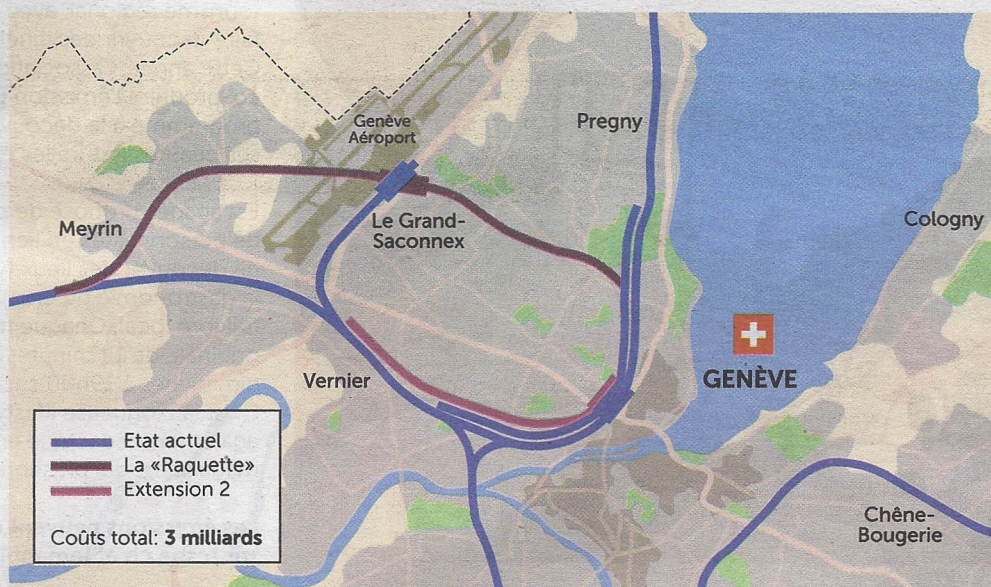 Genève
Aéroport
Pregny
Meyrin
Le Grand-
Saconnex
Cologny
Vernier
GENÈVE
Etat actuel
La «Raquette»
Extension 2
Coûts total: 3 milliards
Chêne-
Bougerie